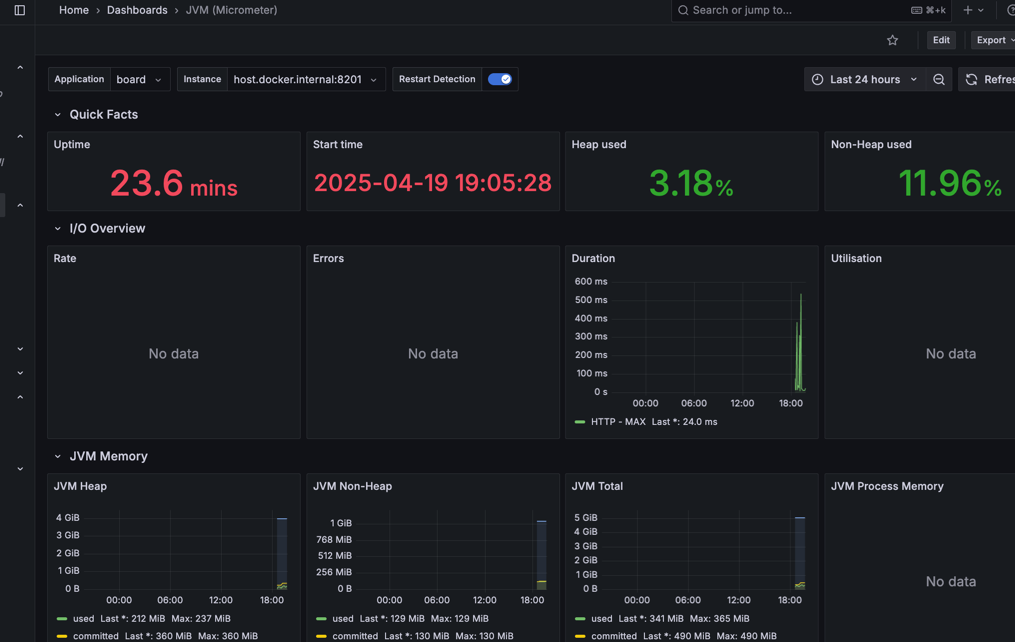 Home › Dashboards › JVM (Micrometer)
Search or jump to... ⌘+k
Edit Export
Application board Instance host.docker.internal:8201 Restart Detection Last 24 hours Refres
Quick Facts
Uptime Start time Heap used Non-Heap used
23.6 mins 2025-04-19 19:05:28 3.18% 11.96%
I/O Overview
Rate Errors Duration Utilisation
600 ms
500 ms
400 ms
300 ms
200 ms
100 ms
0 s
No data No data No data
00:00 06:00 12:00 18:00
HTTP - MAX Last *: 24.0 ms
JVM Memory
JVM Heap JVM Non-Heap JVM Total JVM Process Memory
4 GiB
3 GiB
2 GiB
1 GiB
0 B
00:00 06:00 12:00 18:00
used Last *: 212 MiB Max: 237 MiB
committed Last *: 360 MiB Max: 360 MiB
1 GiB
768 MiB
512 MiB
256 MiB
0 B
00:00 06:00 12:00 18:00
used Last *: 129 MiB Max: 129 MiB
committed Last *: 130 MiB Max: 130 MiB
5 GiB
4 GiB
3 GiB
2 GiB
1 GiB
0 B
00:00 06:00 12:00 18:00
used Last *: 341 MiB Max: 365 MiB
committed Last *: 490 MiB Max: 490 MiB
No data